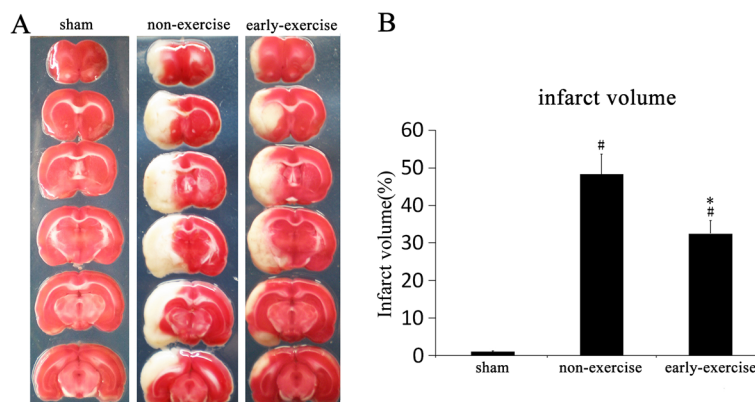 A
sham
non-exercise
early-exercise
B
infarct volume
Infarct volume(%)
60
50
40
30
20
10
0
#
*
#
sham
non-exercise
early-exercise